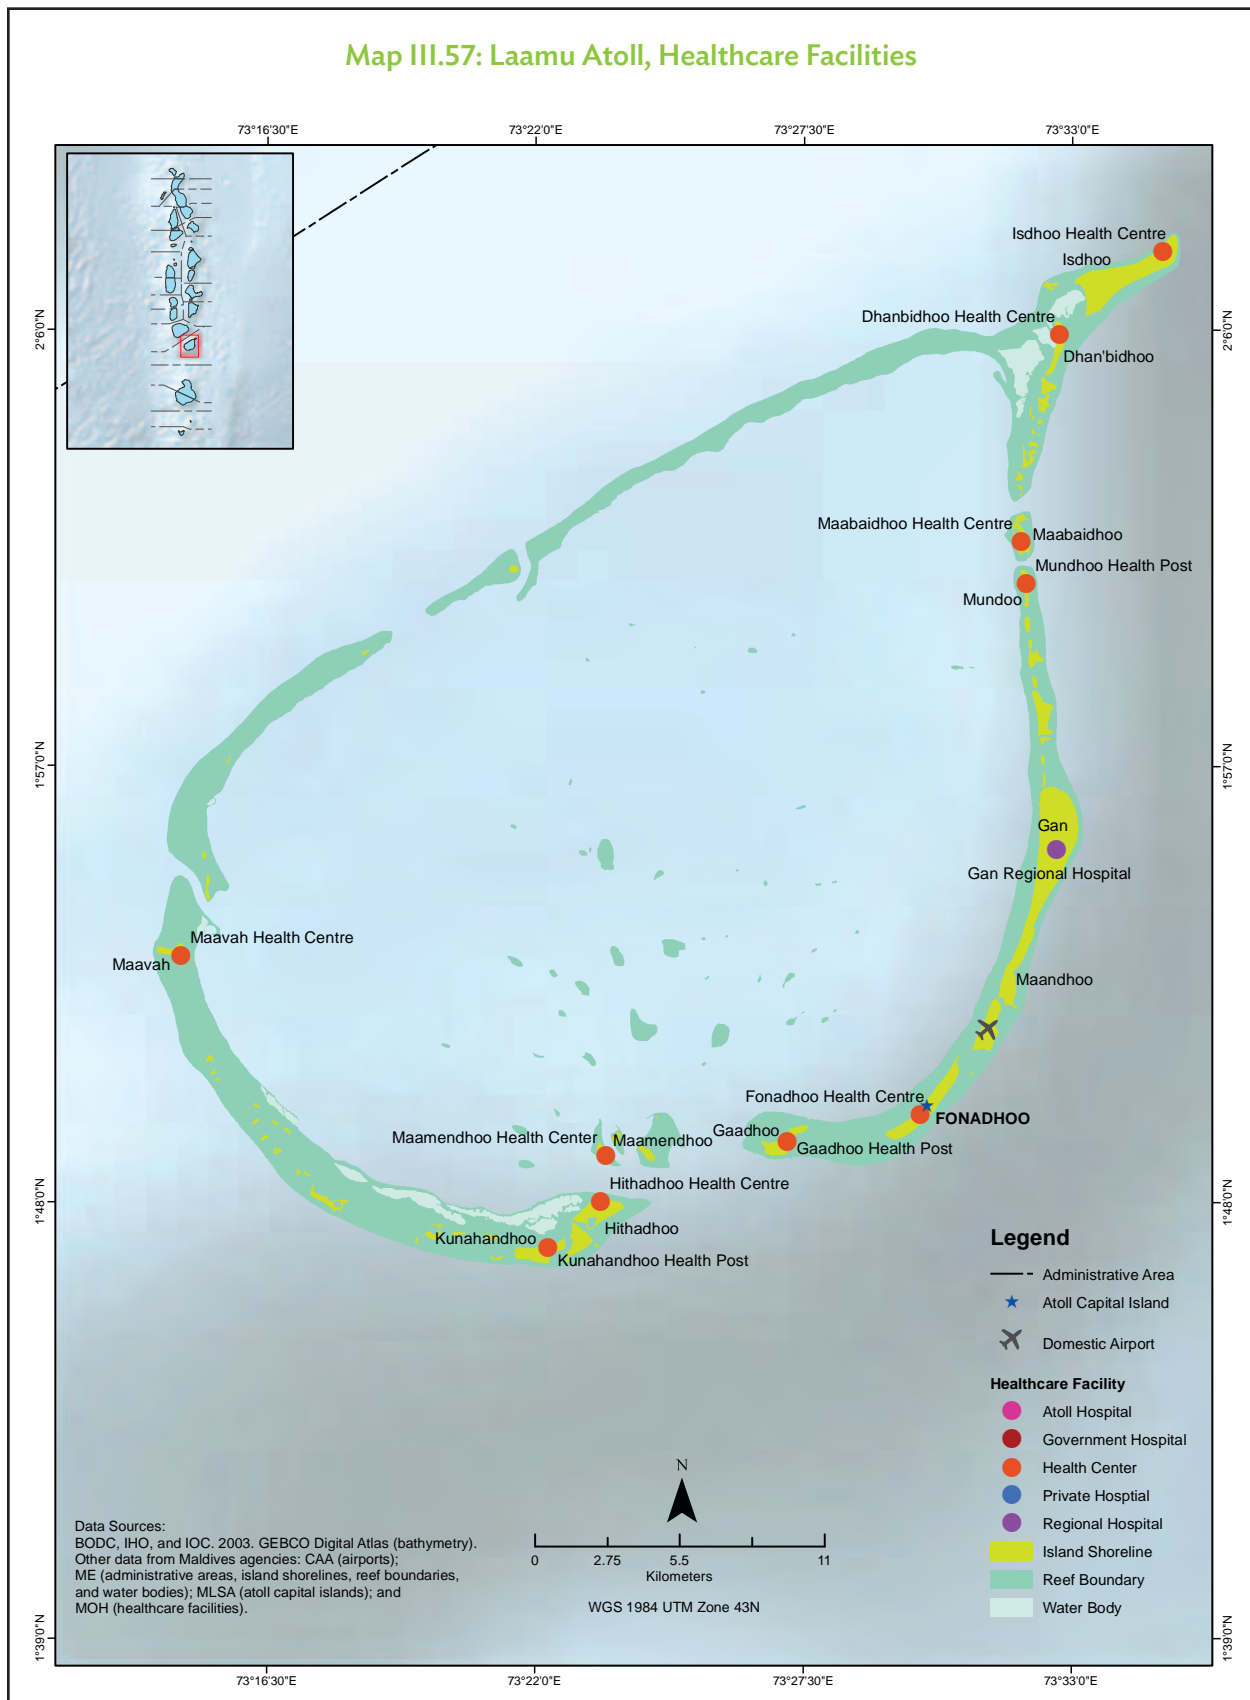 Map III.57: Laamu Atoll, Healthcare Facilities
73°16'30"E
73°22'0"E
73°27'30"E
73°33'0"E
Isdhoo Health Centre
Isdhoo
Dhanbidhoo Health Centre
2°6'0"N
2°6'0"N
Dhan'bidhoo
Maabaidhoo Health Centre
Maabaidhoo
Mundhoo Health Post
Mundoo
1°57'0"N
1°57'0"N
Gan
Gan Regional Hospital
Maavah Health Centre
Maavah
Maandhoo
Fonadhoo Health Centre
FONADHOO
Gaadhoo
Maamendhoo Health Center
Maamendhoo
Gaadhoo Health Post
Hithadhoo Health Centre
1°48'0"N
1°48'0"N
Hithadhoo
Kunahandhoo
Kunahandhoo Health Post
Legend
Administrative Area
Atoll Capital Island
Domestic Airport
Healthcare Facility
Atoll Hospital
Government Hospital
Health Center
Private Hosptial
Regional Hospital
Island Shoreline
Reef Boundary
Water Body
N
0
2.75
5.5
11
Kilometers
WGS 1984 UTM Zone 43N
Data Sources:
BODC, IHO, and IOC. 2003. GEBCO Digital Atlas (bathymetry).
Other data from Maldives agencies: CAA (airports);
ME (administrative areas, island shorelines, reef boundaries,
and water bodies); MLSA (atoll capital islands); and
MOH (healthcare facilities).
1°39'0"N
1°39'0"N
73°16'30"E
73°22'0"E
73°27'30"E
73°33'0"E